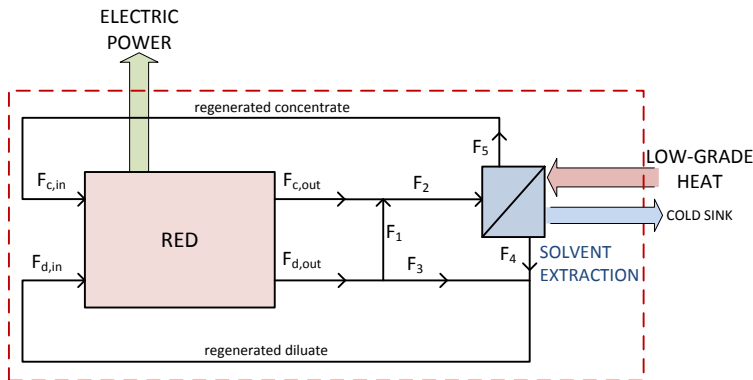 ELECTRIC
POWER
regenerated concentrate
F5
LOW-GRADE
HEAT
Fc,in
Fc,out
F2
COLD SINK
RED
F1
Fd,in
Fd,out
F3
F4
SOLVENT
EXTRACTION
regenerated diluate